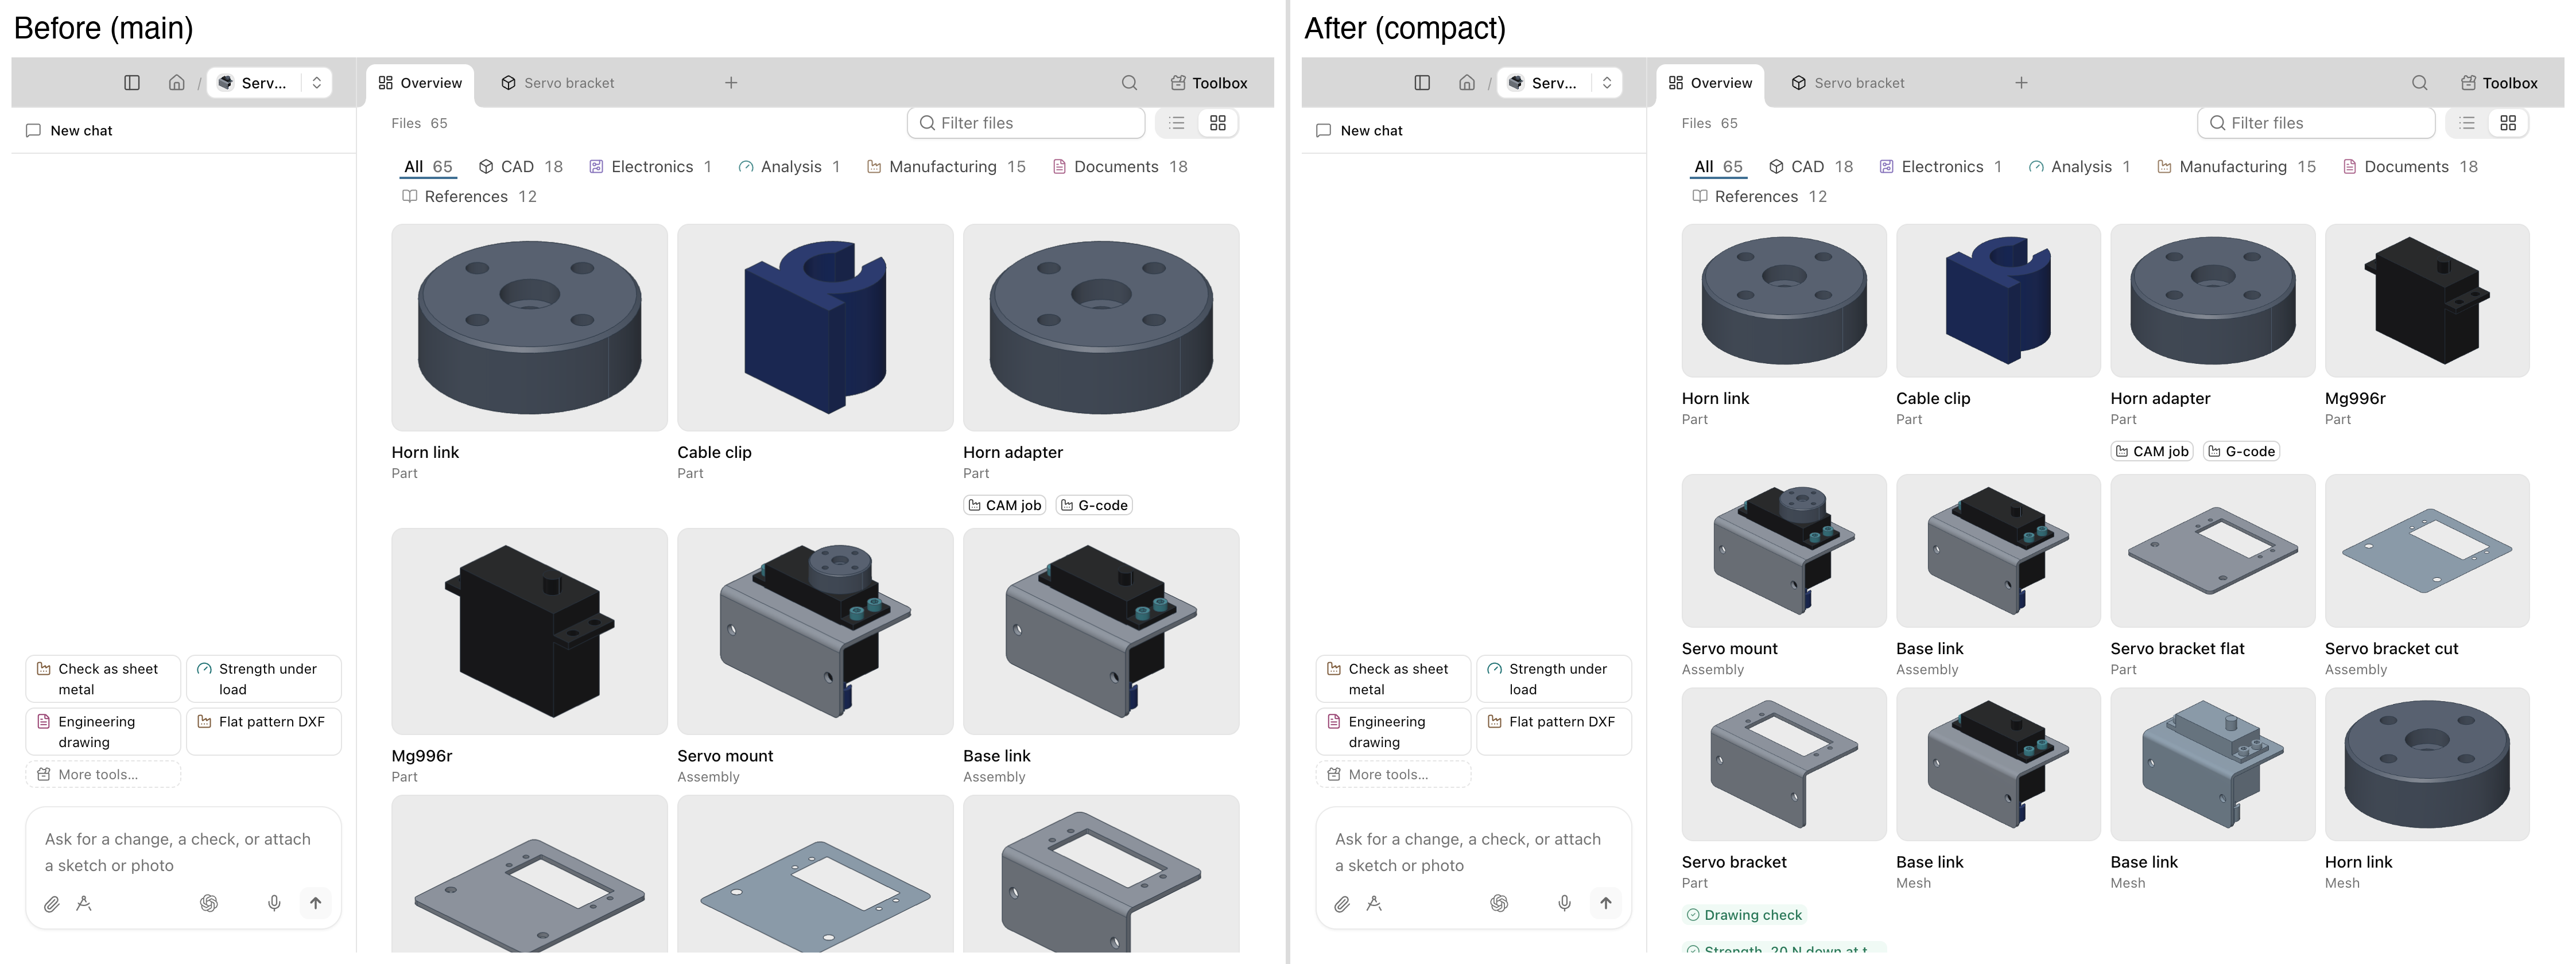 Before (main)
Serv...
Overview
Servo bracket
Toolbox
New chat
Files 65
Filter files
All 65
CAD 18
Electronics 1
Analysis 1
Manufacturing 15
Documents 18
References 12
Horn link
Part
Cable clip
Part
Horn adapter
Part
CAM job
G-code
Mg996r
Part
Servo mount
Assembly
Base link
Assembly
Check as sheet
metal
Strength under
load
Engineering
drawing
Flat pattern DXF
More tools...
Ask for a change, a check, or attach
a sketch or photo
After (compact)
Serv...
Overview
Servo bracket
Toolbox
New chat
Files 65
Filter files
All 65
CAD 18
Electronics 1
Analysis 1
Manufacturing 15
Documents 18
References 12
Horn link
Part
Cable clip
Part
Horn adapter
Part
CAM job
G-code
Mg996r
Part
Servo mount
Assembly
Base link
Assembly
Servo bracket flat
Part
Servo bracket cut
Assembly
Servo bracket
Part
Drawing check
Strength, 20 N down at t...
Base link
Mesh
Base link
Mesh
Horn link
Mesh
Check as sheet
metal
Strength under
load
Engineering
drawing
Flat pattern DXF
More tools...
Ask for a change, a check, or attach
a sketch or photo